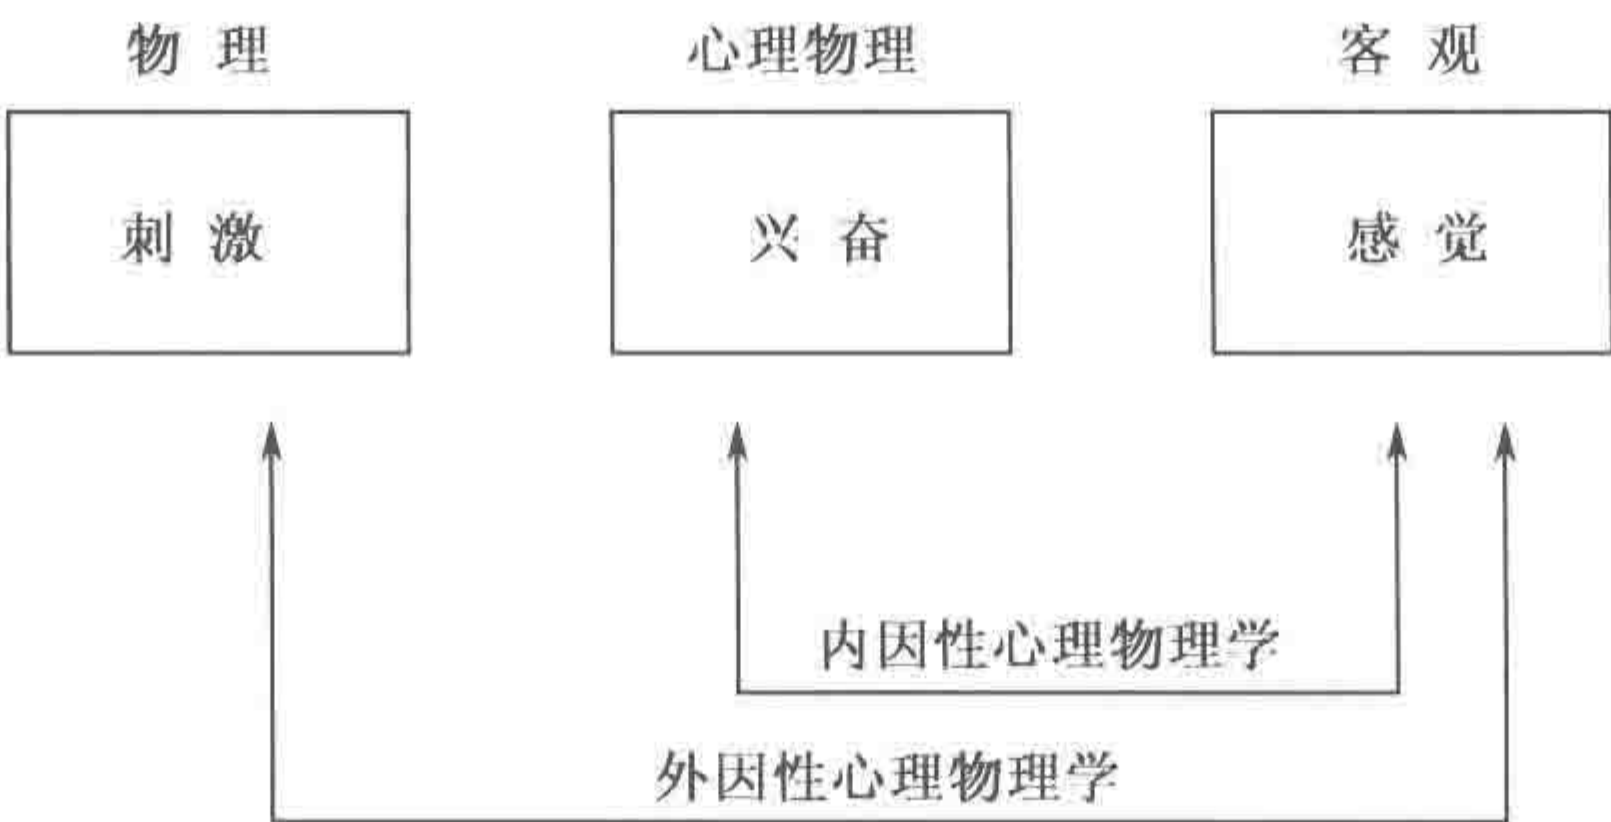 物 理 心理物理 客 观
刺 激 兴 奋 感 觉
内因性心理物理学
外因性心理物理学